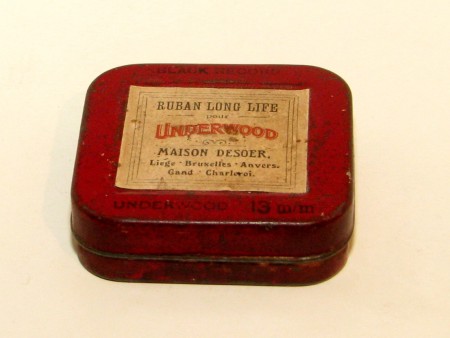 BLACK RECORD
RUBAN LONG LIFE
POUR
UNDERWOOD
MAISON DESOER,
Liège - Bruxelles - Anvers.
Gand - Charleroi.
UNDERWOOD 13 m/m